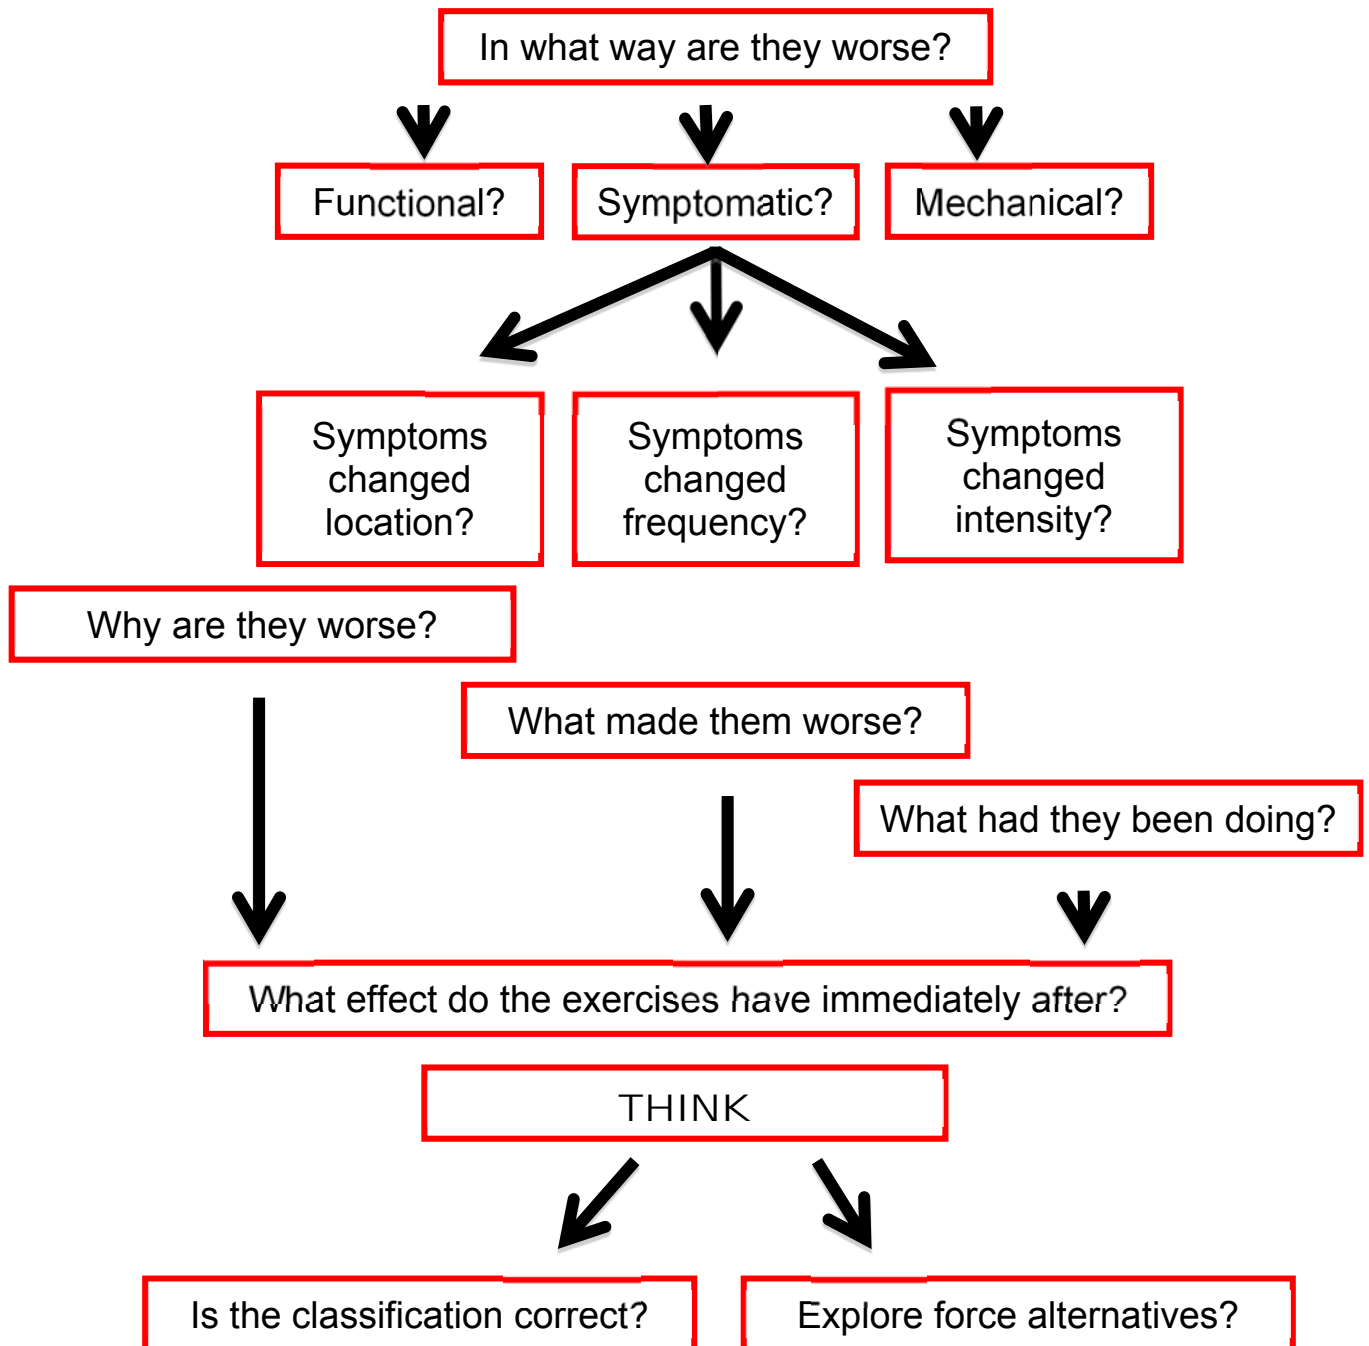 In what way are they worse?
Functional?
Symptomatic?
Mechanical?
Symptoms
changed
location?
Symptoms
changed
frequency?
Symptoms
changed
intensity?
Why are they worse?
What made them worse?
What had they been doing?
What effect do the exercises have immediately after?
THINK
Is the classification correct?
Explore force alternatives?